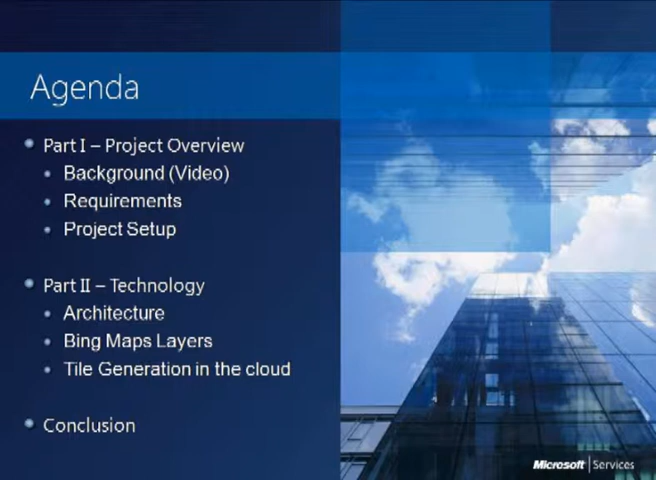 Agenda
Part I – Project Overview
Background (Video)
Requirements
Project Setup
Part II – Technology
Architecture
Bing Maps Layers
Tile Generation in the cloud
Conclusion
Microsoft | Services